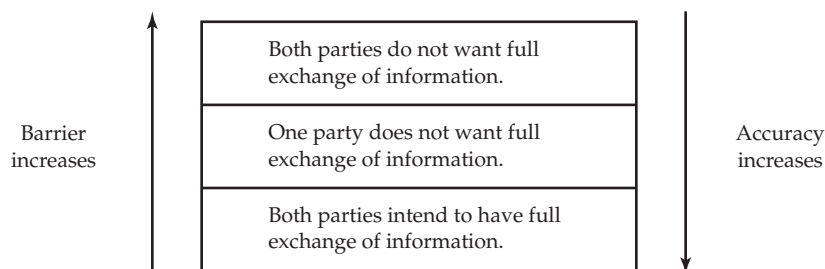 Both parties do not want full
exchange of information.
Barrier
increases
One party does not want full
exchange of information.
Accuracy
increases
Both parties intend to have full
exchange of information.